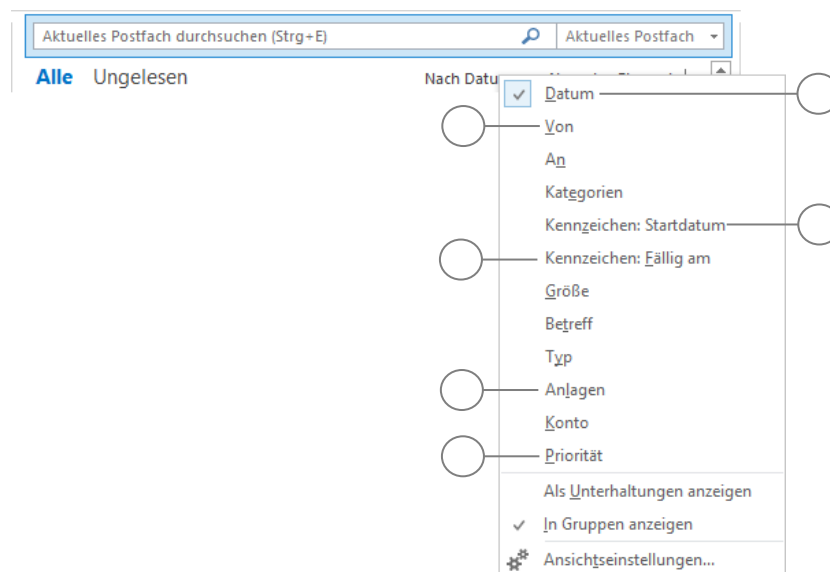 Aktuelles Postfach durchsuchen (Strg+E) Aktuelles Postfach
Alle Ungelesen Nach Datu
Datum
Von
An
Kategorien
Kennzeichen: Startdatum
Kennzeichen: Fällig am
Größe
Betreff
Typ
Anlagen
Konto
Priorität
Als Unterhaltungen anzeigen
In Gruppen anzeigen
Ansichtseinstellungen...